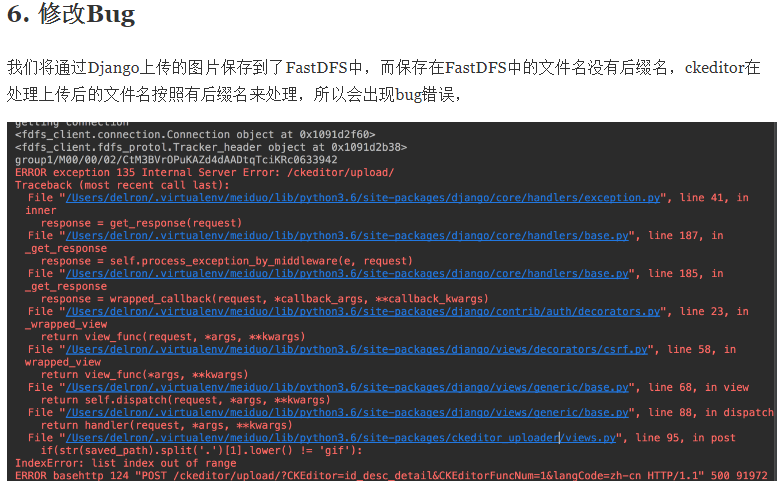 6. 修改Bug
我们将通过Django上传的图片保存到了FastDFS中，而保存在FastDFS中的文件名没有后缀名，ckeditor在
处理上传后的文件名按照有后缀名来处理，所以会出现bug错误，
getting connection
<fdfs_client.connection.Connection object at 0x1091d2f60>
<fdfs_client.fdfs_protol.Tracker_header object at 0x1091d2b38>
group1/M00/00/02/CtM3BVrOPuKAZd4dAADtqTciKRc0633942
ERROR exception 135 Internal Server Error: /ckeditor/upload/
Traceback (most recent call last):
File "/Users/delron/.virtualenv/meiduo/lib/python3.6/site-packages/django/core/handlers/exception.py", line 41, in
inner
response = get_response(request)
File "/Users/delron/.virtualenv/meiduo/lib/python3.6/site-packages/django/core/handlers/base.py", line 187, in
_get_response
response = self.process_exception_by_middleware(e, request)
File "/Users/delron/.virtualenv/meiduo/lib/python3.6/site-packages/django/core/handlers/base.py", line 185, in
_get_response
response = wrapped_callback(request, *callback_args, **callback_kwargs)
File "/Users/delron/.virtualenv/meiduo/lib/python3.6/site-packages/django/contrib/auth/decorators.py", line 23, in
_wrapped_view
return view_func(request, *args, **kwargs)
File "/Users/delron/.virtualenv/meiduo/lib/python3.6/site-packages/django/views/decorators/csrf.py", line 58, in
wrapped_view
return view_func(*args, **kwargs)
File "/Users/delron/.virtualenv/meiduo/lib/python3.6/site-packages/django/views/generic/base.py", line 68, in view
return self.dispatch(request, *args, **kwargs)
File "/Users/delron/.virtualenv/meiduo/lib/python3.6/site-packages/django/views/generic/base.py", line 88, in dispatch
return handler(request, *args, **kwargs)
File "/Users/delron/.virtualenv/meiduo/lib/python3.6/site-packages/ckeditor_uploader/views.py", line 95, in post
if(str(saved_path).split('.')[1].lower() != 'gif'):
IndexError: list index out of range
ERROR basehttp 124 "POST /ckeditor/upload/?CKEditor=id_desc_detail&CKEditorFuncNum=1&langCode=zh-cn HTTP/1.1" 500 91972